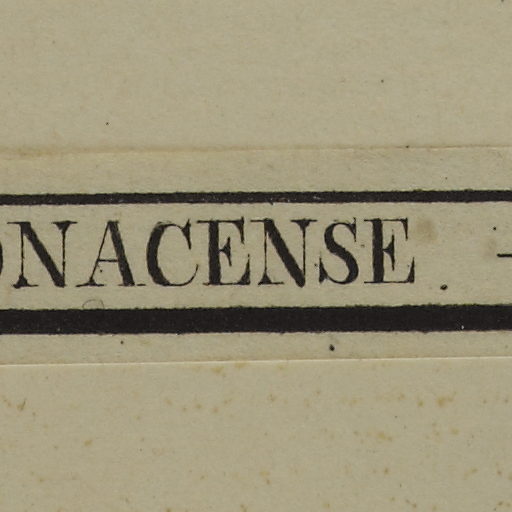 ONACENSE . -